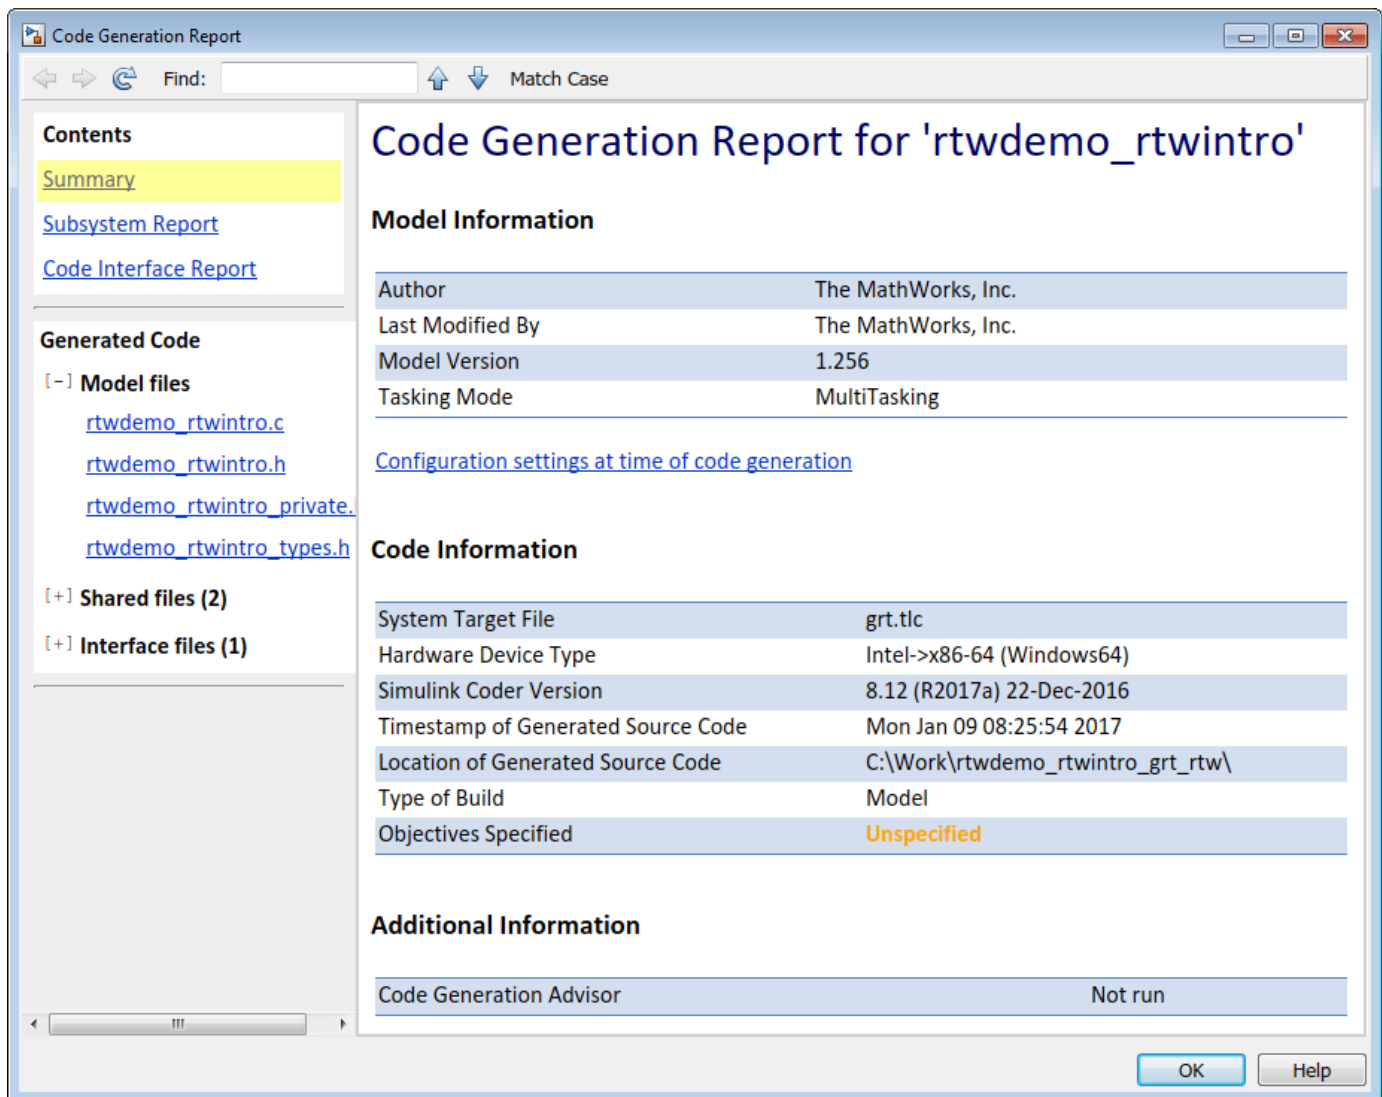 Code Generation Report
Find:
Match Case
Contents
Summary
Subsystem Report
Code Interface Report
Generated Code
[-] Model files
rtwdemo_rtwintro.c
rtwdemo_rtwintro.h
rtwdemo_rtwintro_private.
rtwdemo_rtwintro_types.h
[+] Shared files (2)
[+] Interface files (1)
Code Generation Report for 'rtwdemo_rtwintro'
Model Information
Author The MathWorks, Inc.
Last Modified By The MathWorks, Inc.
Model Version 1.256
Tasking Mode MultiTasking
Configuration settings at time of code generation
Code Information
System Target File grt.tlc
Hardware Device Type Intel->x86-64 (Windows64)
Simulink Coder Version 8.12 (R2017a) 22-Dec-2016
Timestamp of Generated Source Code Mon Jan 09 08:25:54 2017
Location of Generated Source Code C:\Work\rtwdemo_rtwintro_grt_rtw\
Type of Build Model
Objectives Specified Unspecified
Additional Information
Code Generation Advisor Not run
OK Help